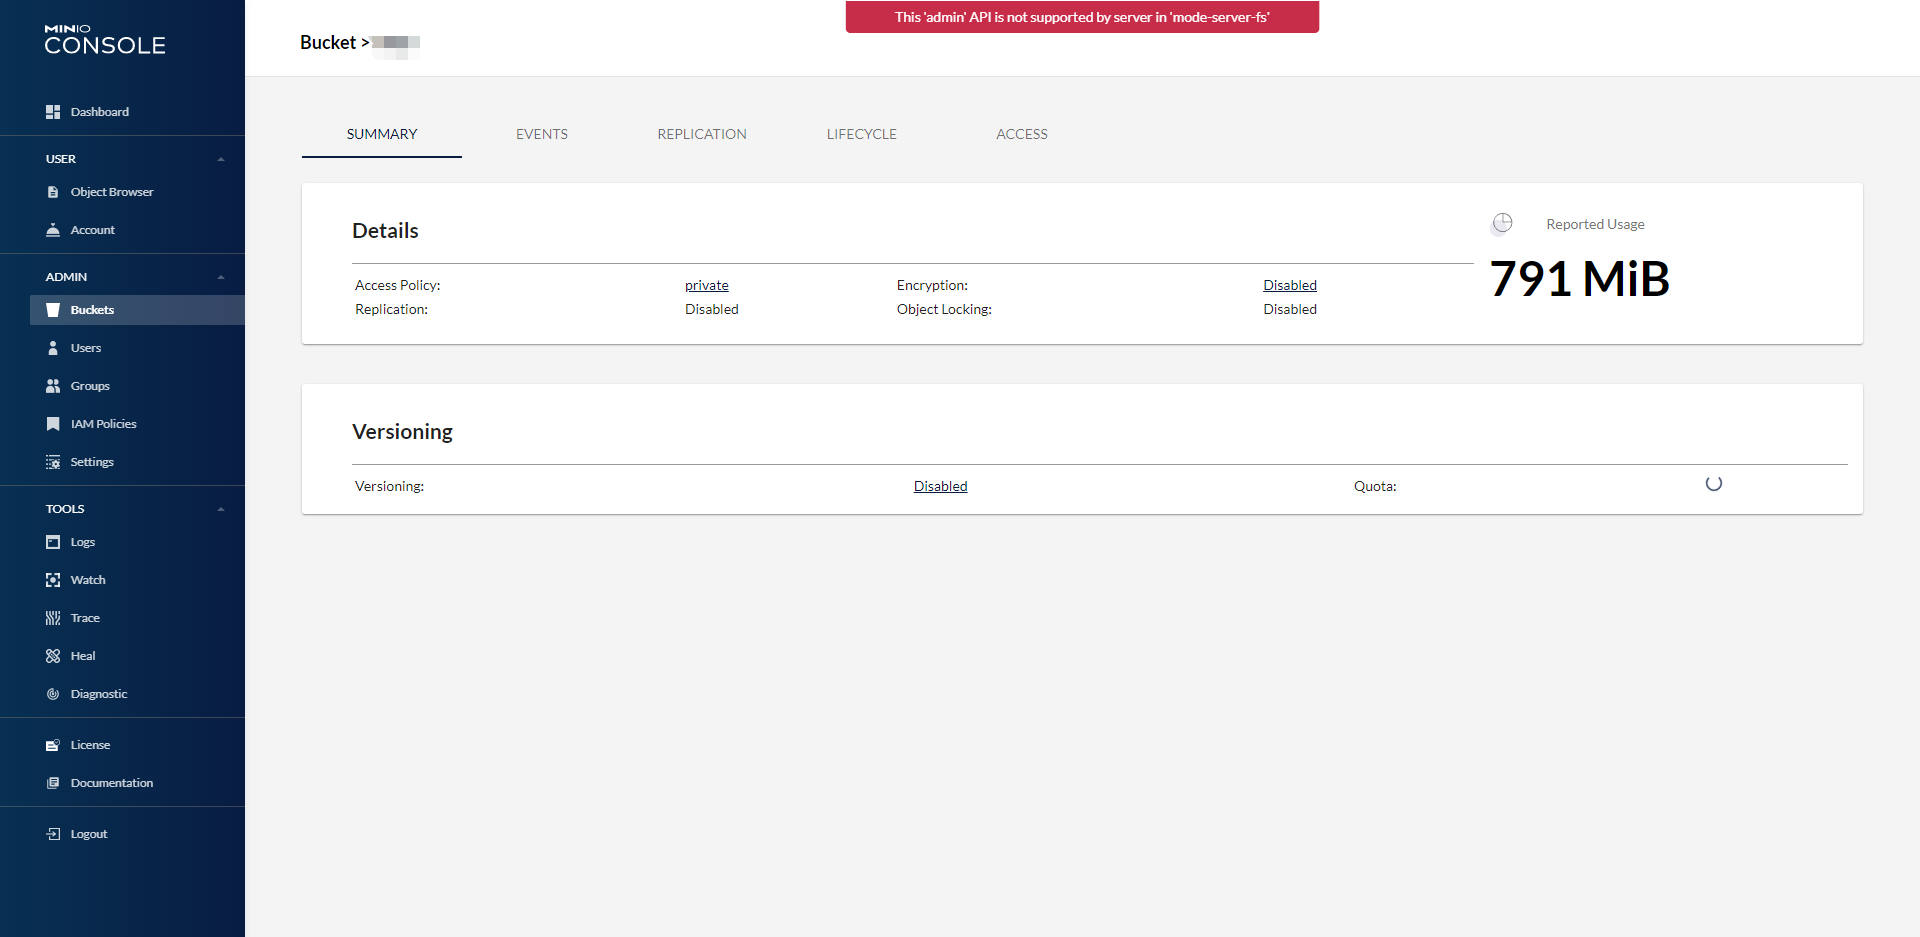 MINIO
CONSOLE
Dashboard
USER
Object Browser
Account
ADMIN
Buckets
Users
Groups
IAM Policies
Settings
TOOLS
Logs
Watch
Trace
Heal
Diagnostic
License
Documentation
Logout
This 'admin' API is not supported by server in 'mode-server-fs'
Bucket >
SUMMARY EVENTS REPLICATION LIFECYCLE ACCESS
Details
Access Policy: private Encryption: Disabled
Replication: Disabled Object Locking: Disabled
Reported Usage
791 MiB
Versioning
Versioning: Disabled Quota: